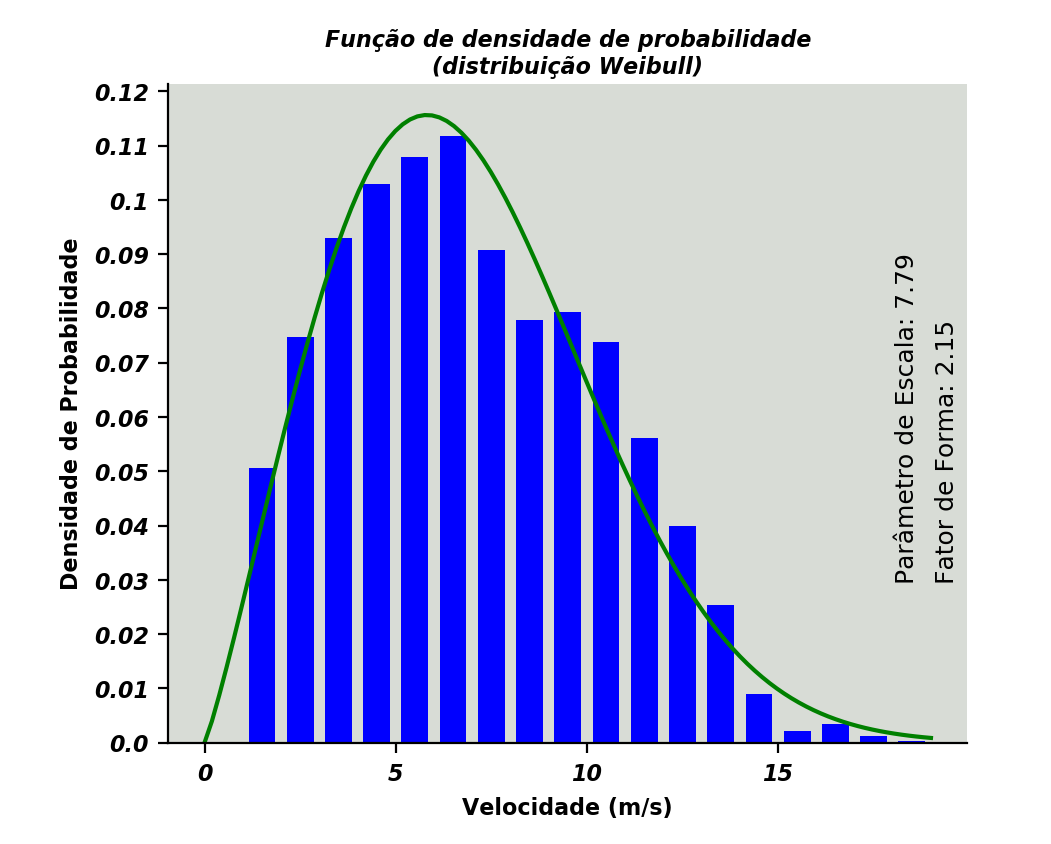 Função de densidade de probabilidade
(distribuição Weibull)
Densidade de Probabilidade
0.12
0.11
0.1
0.09
0.08
0.07
0.06
0.05
0.04
0.03
0.02
0.01
0.0
Parâmetro de Escala: 7.79
Fator de Forma: 2.15
0 5 10 15
Velocidade (m/s)